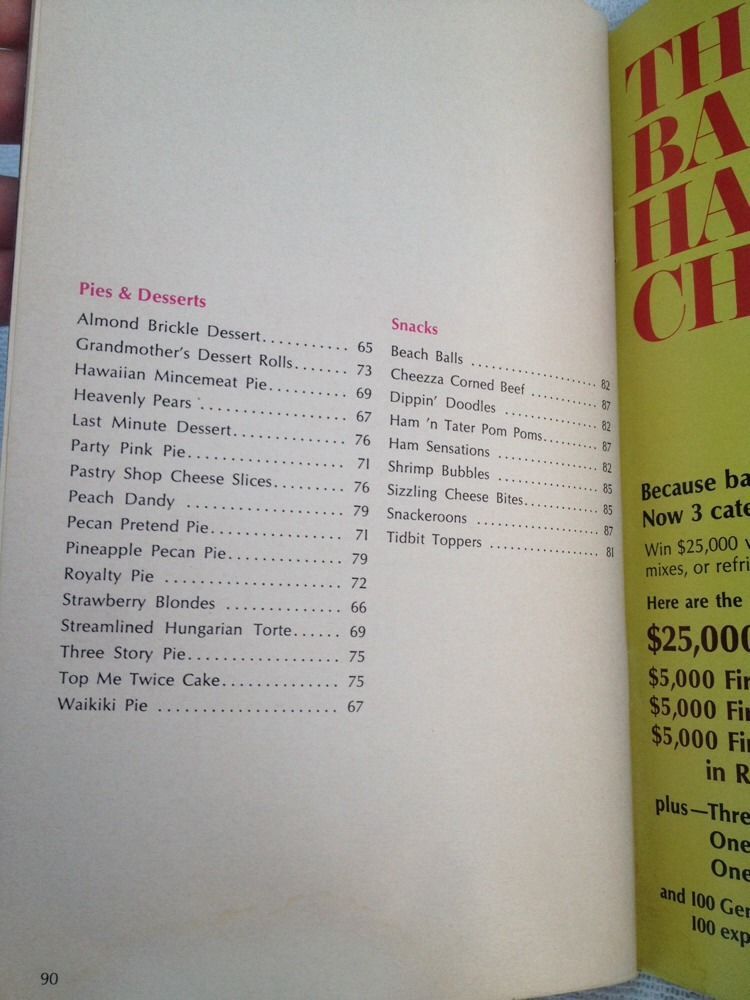 Pies & Desserts
Almond Brickle Dessert.......... 65
Grandmother's Dessert Rolls....... 73
Hawaiian Mincemeat Pie.......... 69
Heavenly Pears ................. 67
Last Minute Dessert............. 76
Party Pink Pie.................. 71
Pastry Shop Cheese Slices........ 76
Peach Dandy .................... 79
Pecan Pretend Pie............... 71
Pineapple Pecan Pie............. 79
Royalty Pie .................... 72
Strawberry Blondes ............. 66
Streamlined Hungarian Torte...... 69
Three Story Pie................. 75
Top Me Twice Cake.............. 75
Waikiki Pie ..................... 67
Snacks
Beach Balls .................... 82
Cheezza Corned Beef ............ 87
Dippin' Doodles ............... 82
Ham 'n Tater Pom Poms......... 87
Ham Sensations ................ 82
Shrimp Bubbles ................ 85
Sizzling Cheese Bites............ 85
Snackeroons ................... 87
Tidbit Toppers ................. 81
90
TH
BA
HA
CH
Because ba
Now 3 cate
Win $25,000
mixes, or refri
Here are the
$25,000
$5,000 Fir
$5,000 Fir
$5,000 Fir
in R
plus—Thre
One
One
and 100 Ger
100 exp